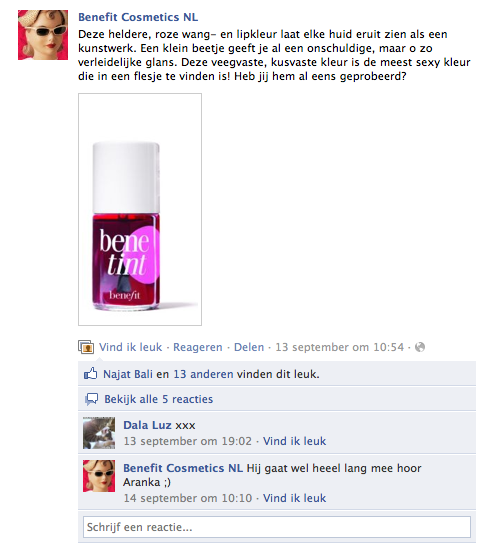 Benefit Cosmetics NL
Deze heldere, roze wang- en lipkleur laat elke huid eruit zien als een
kunstwerk. Een klein beetje geeft je al een onschuldige, maar o zo
verleidelijke glans. Deze veegvaste, kusvaste kleur is de meest sexy kleur
die in een flesje te vinden is! Heb jij hem al eens geprobeerd?
bene
tint
benefit
Vind ik leuk · Reageren · Delen · 13 september om 10:54 ·
Najat Bali en 13 anderen vinden dit leuk.
Bekijk alle 5 reacties
Dala Luz xxx
13 september om 19:02 · Vind ik leuk
Benefit Cosmetics NL Hij gaat wel heeel lang mee hoor
Aranka ;)
14 september om 10:10 · Vind ik leuk
Schrijf een reactie...